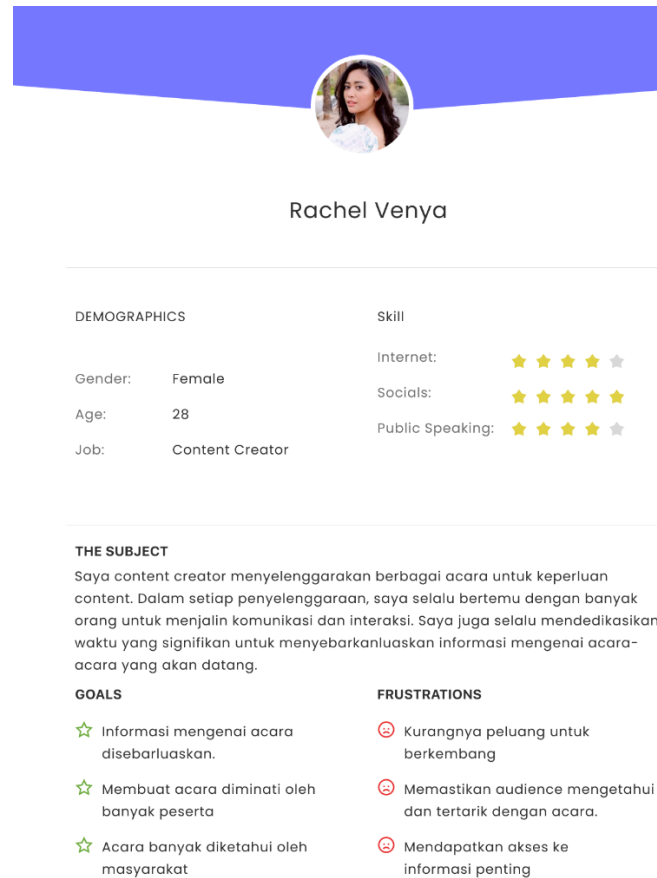 Rachel Venya
DEMOGRAPHICS
Gender: Female
Age: 28
Job: Content Creator
Skill
Internet:
Socials:
Public Speaking:
THE SUBJECT
Saya content creator menyelenggarakan berbagai acara untuk keperluan
content. Dalam setiap penyelenggaraan, saya selalu bertemu dengan banyak
orang untuk menjalin komunikasi dan interaksi. Saya juga selalu mendedikasikan
waktu yang signifikan untuk menyebarkanluaskan informasi mengenai acara-
acara yang akan datang.
GOALS
Informasi mengenai acara
disebarluaskan.
Membuat acara diminati oleh
banyak peserta
Acara banyak diketahui oleh
masyarakat
FRUSTRATIONS
Kurangnya peluang untuk
berkembang
Memastikan audience mengetahui
dan tertarik dengan acara.
Mendapatkan akses ke
informasi penting